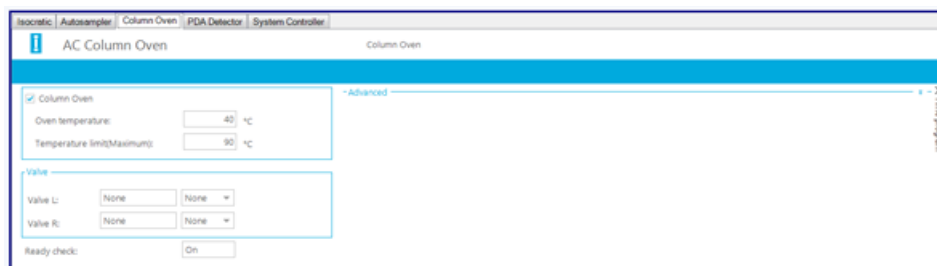 Isocratic Autosampler Column Oven PDA Detector System Controller
AC Column Oven Column Oven
Column Oven
Oven temperature: 40 °C
Temperature limit(Maximum): 90 °C
Advanced
Valve
Valve L: None None
Valve R: None None
Ready check: On